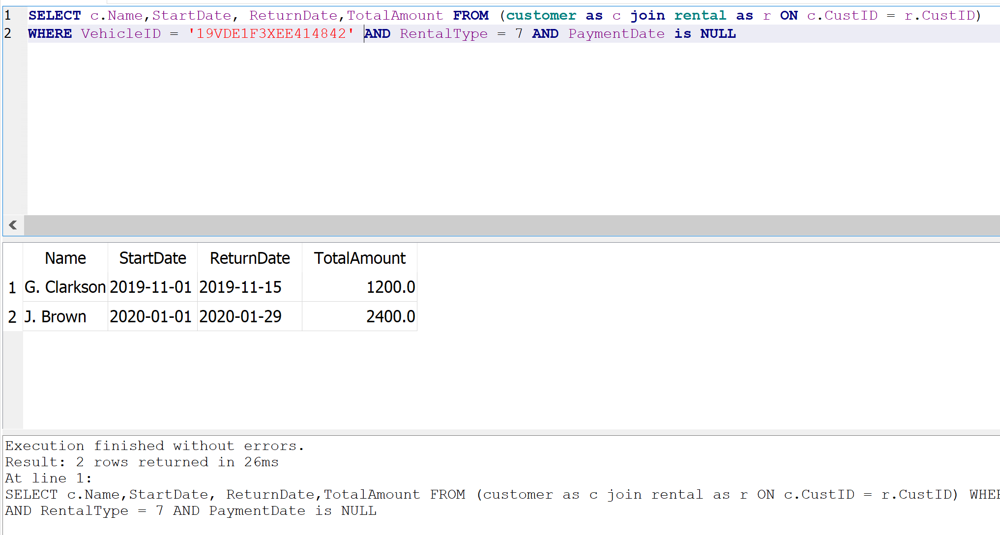 1 SELECT c.Name,StartDate, ReturnDate,TotalAmount FROM (customer as c join rental as r ON c.CustID = r.CustID)
2 WHERE VehicleID = '19VDE1F3XEE414842' AND RentalType = 7 AND PaymentDate is NULL
Name StartDate ReturnDate TotalAmount
1 G. Clarkson 2019-11-01 2019-11-15 1200.0
2 J. Brown 2020-01-01 2020-01-29 2400.0
Execution finished without errors.
Result: 2 rows returned in 26ms
At line 1:
SELECT c.Name,StartDate, ReturnDate,TotalAmount FROM (customer as c join rental as r ON c.CustID = r.CustID)
AND RentalType = 7 AND PaymentDate is NULL